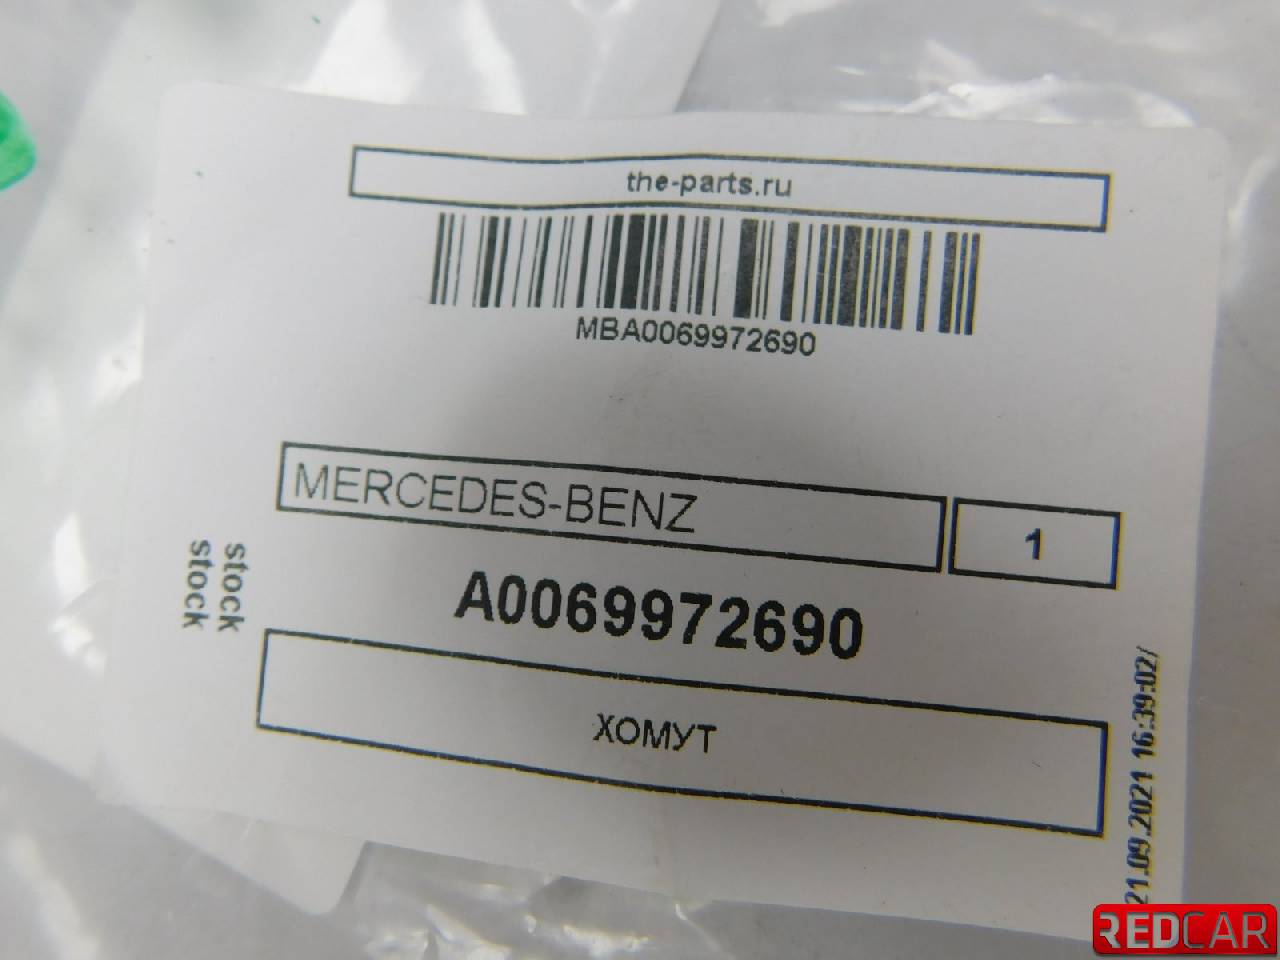 the-parts.ru
MBA0069972690
MERCEDES-BENZ
1
A0069972690
ХОМУТ
stock
stock
21.09.2021 16:39:02/
REDCAR